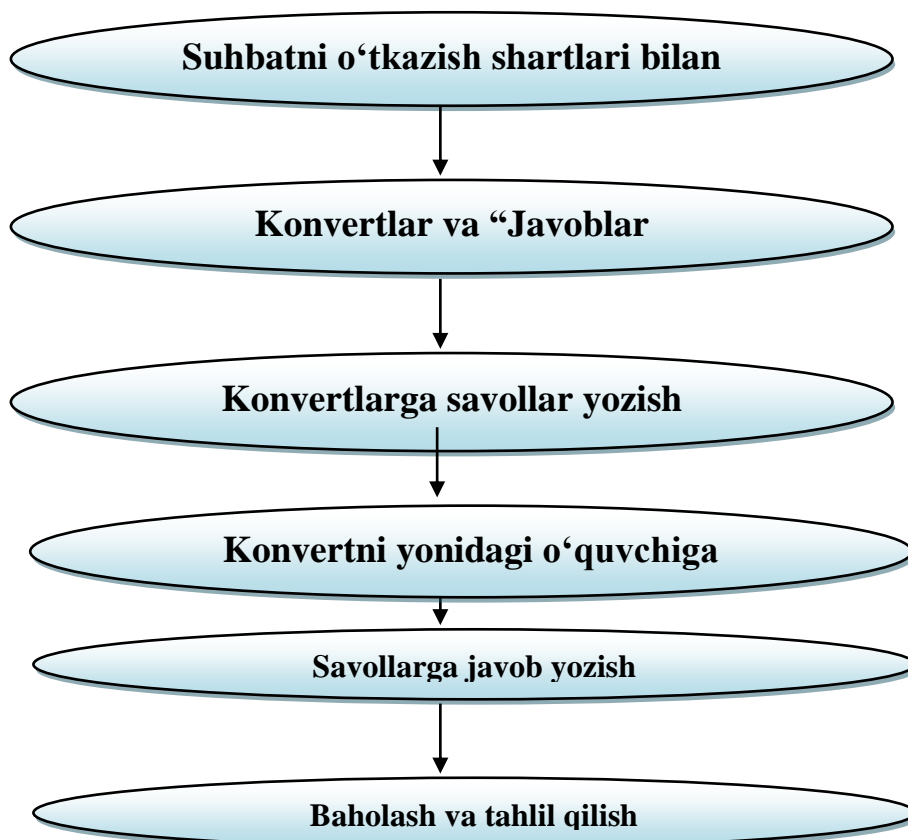 Suhbatni o‘tkazish shartlari bilan
Konvertlar va “Javoblar
Konvertlarga savollar yozish
Konvertni yonidagi o‘quvchiga
Savollarga javob yozish
Baholash va tahlil qilish